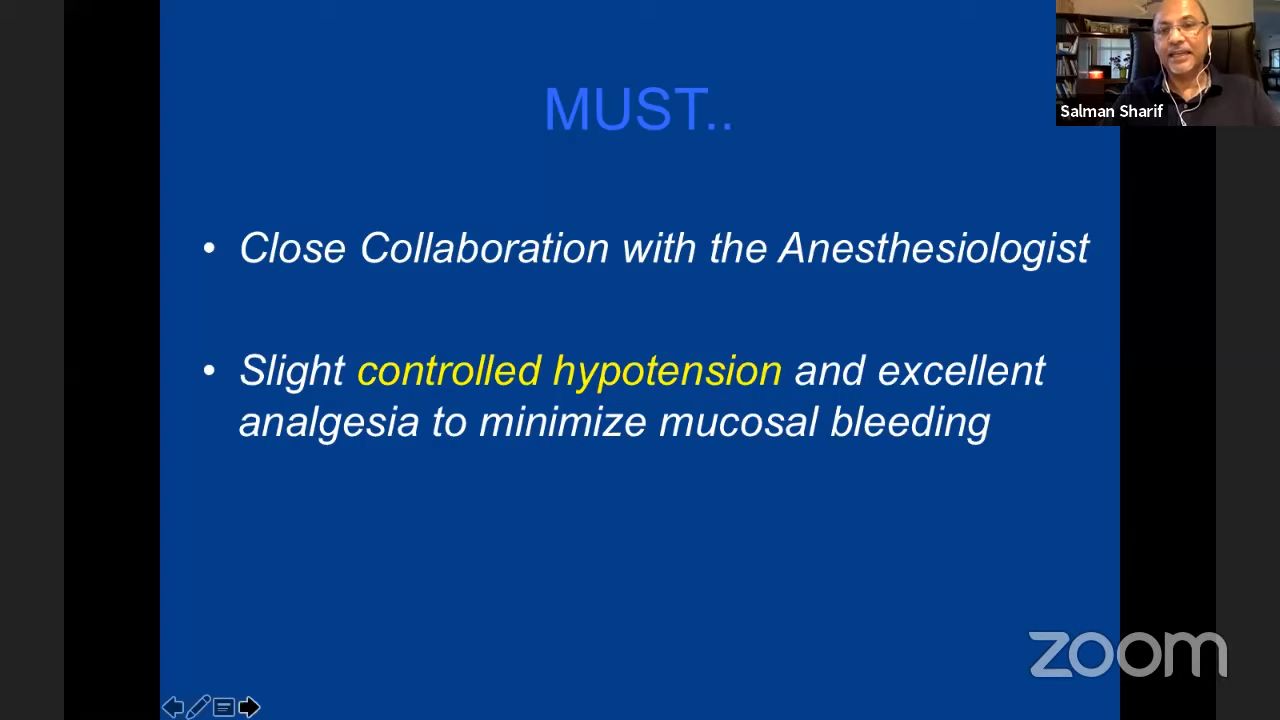 MUST..
Salman Sharif
• Close Collaboration with the Anesthesiologist
• Slight controlled hypotension and excellent
analgesia to minimize mucosal bleeding
zoom